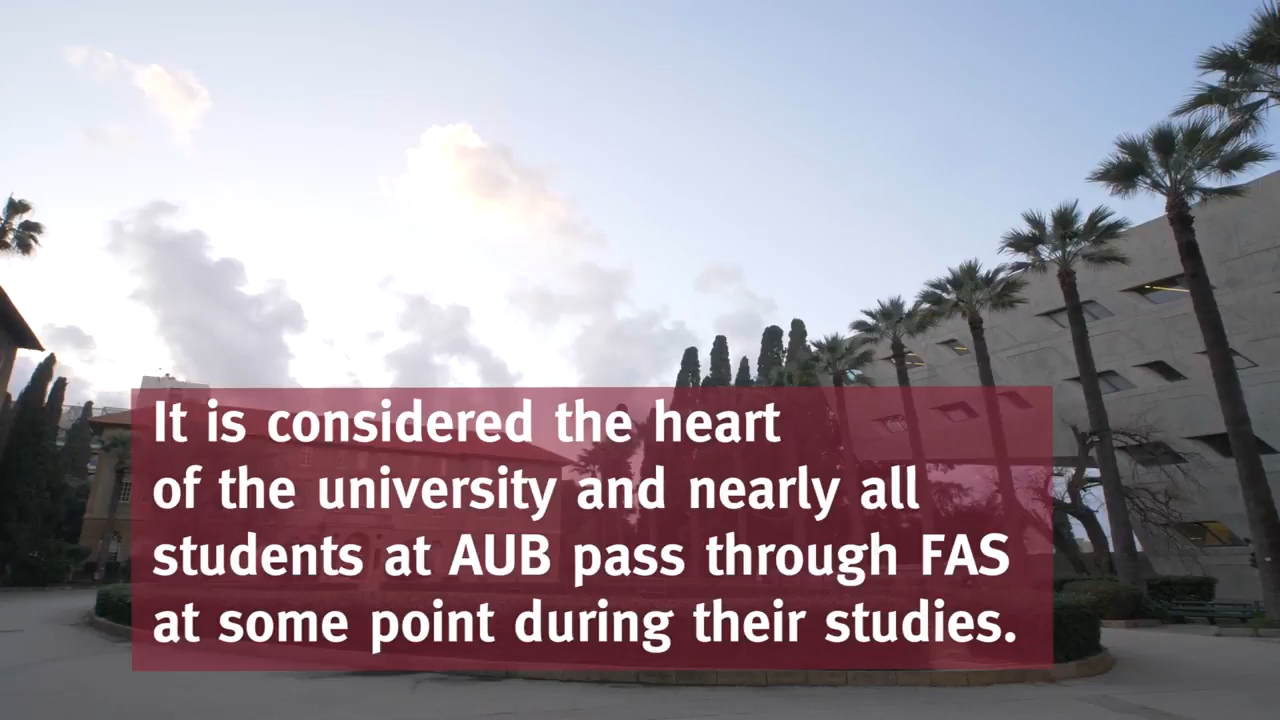 It is considered the heart
of the university and nearly all
students at AUB pass through FAS
at some point during their studies.